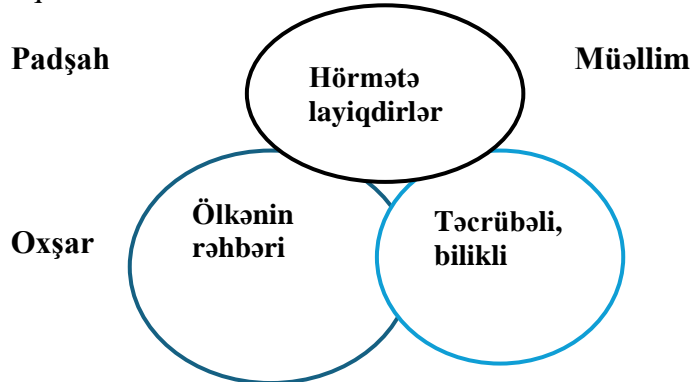 Padşah
Hörmətə
layiqdirlər
Müəllim
Oxşar
Ölkənin
rəhbəri
Təcrübəli,
bilikli